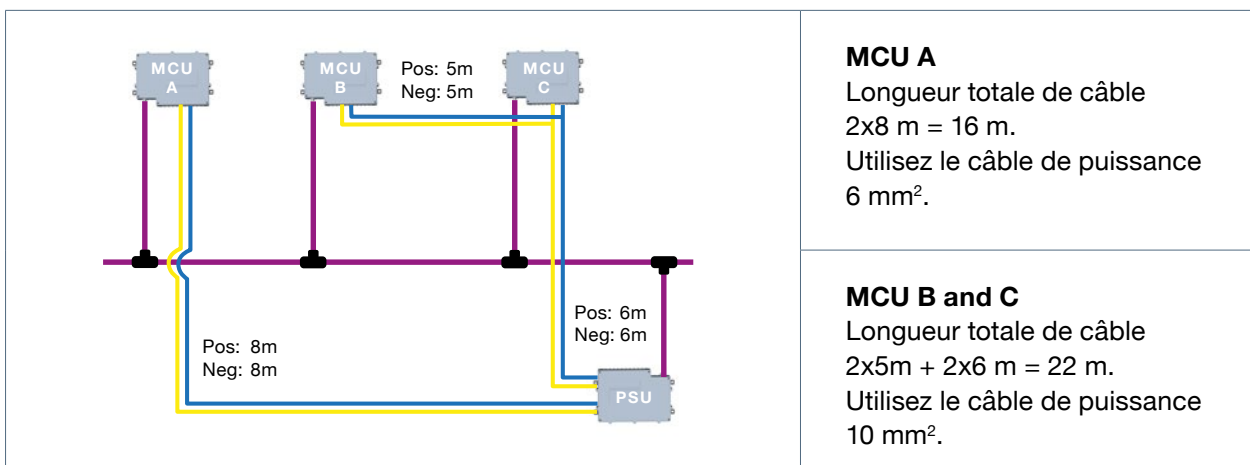 MCU
A
MCU
B
Pos: 5m
Neg: 5m
MCU
C
Pos: 8m
Neg: 8m
Pos: 6m
Neg: 6m
PSU
MCU A
Longueur totale de câble
2x8 m = 16 m.
Utilisez le câble de puissance
6 mm².
MCU B and C
Longueur totale de câble
2x5m + 2x6 m = 22 m.
Utilisez le câble de puissance
10 mm².